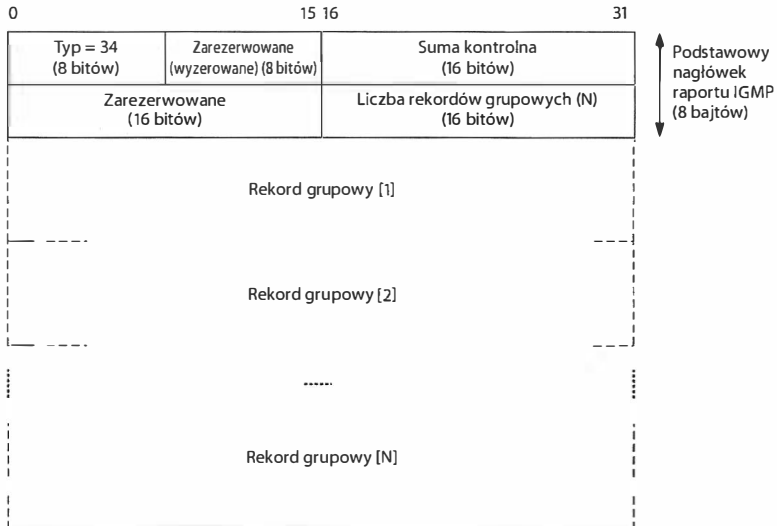 0 15 16 31
Typ = 34 Zarezerwowane Suma kontrolna
(8 bitów) (wyzerowane) (8 bitów) (16 bitów)
Zarezerwowane Liczba rekordów grupowych (N)
(16 bitów) (16 bitów)
Podstawowy
nagłówek
raportu IGMP
(8 bajtów)
Rekord grupowy [1]
Rekord grupowy [2]
Rekord grupowy [N]